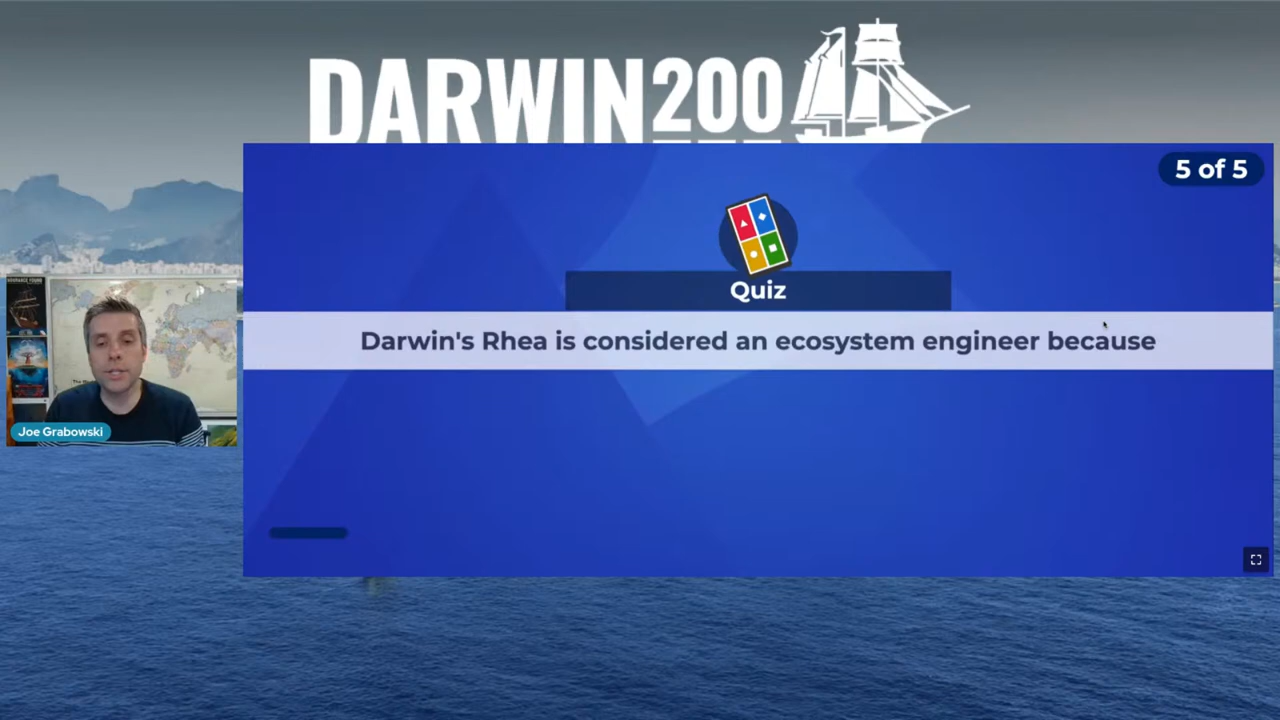 DARWIN200
5 of 5
Quiz
Darwin's Rhea is considered an ecosystem engineer because
Joe Grabowski